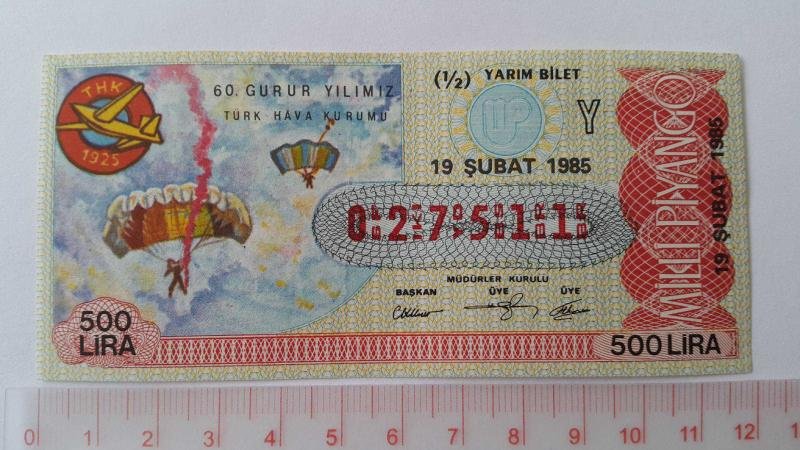 THK
1925
60. GURUR YILIMIZ
TÜRK HAVA KURUMU
500
LİRA
(½) YARIM BİLET
Y
19 ŞUBAT 1985
027511
MÜDÜRLER KURULU
BAŞKAN ÜYE ÜYE
500 LİRA
MİLLİ PİYANGO
19 ŞUBAT 1985
0 1 2 3 4 5 6 7 8 9 10 11 12